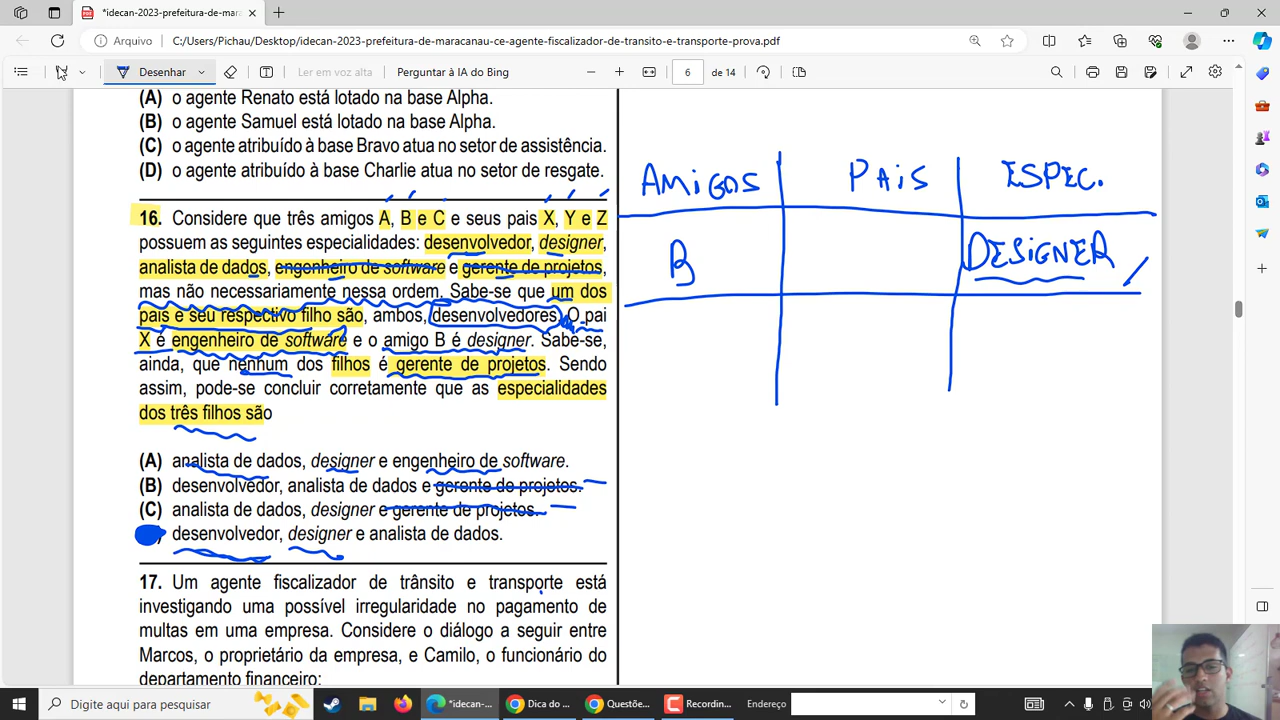 *idecan-2023-prefeitura-de-mara
Arquivo
C:/Users/Pichau/Desktop/idecan-2023-prefeitura-de-maracanau-ce-agente-fiscalizador-de-transito-e-transporte-prova.pdf
Desenhar
Ler em voz alta
Perguntar à IA do Bing
6
de 14
(A) o agente Renato está lotado na base Alpha.
(B) o agente Samuel está lotado na base Alpha.
(C) o agente atribuído à base Bravo atua no setor de assistência.
(D) o agente atribuído à base Charlie atua no setor de resgate.
16. Considere que três amigos A, B e C e seus pais X, Y e Z
possuem as seguintes especialidades: desenvolvedor, designer,
analista de dados, engenheiro de software e gerente de projetos,
mas não necessariamente nessa ordem. Sabe-se que um dos
pais e seu respectivo filho são, ambos, desenvolvedores. O pai
X é engenheiro de software e o amigo B é designer. Sabe-se,
ainda, que nenhum dos filhos é gerente de projetos. Sendo
assim, pode-se concluir corretamente que as especialidades
dos três filhos são
(A) analista de dados, designer e engenheiro de software.
(B) desenvolvedor, analista de dados e gerente de projetos.
(C) analista de dados, designer e gerente de projetos.
desenvolvedor, designer e analista de dados.
17. Um agente fiscalizador de trânsito e transporte está
investigando uma possível irregularidade no pagamento de
multas em uma empresa. Considere o diálogo a seguir entre
Marcos, o proprietário da empresa, e Camilo, o funcionário do
departamento financeiro:
AMIGOS PAIS ESPEC.
B DESIGNER
Digite aqui para pesquisar
*idecan-...
Dica do ...
Questõe...
Recordin...
Endereço